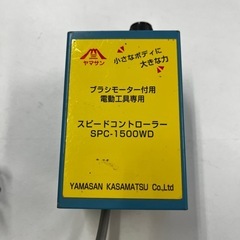 ヤマサン
小さなボディに
大きな力
ブラシモーター付用
電動工具専用
スピードコントローラー
SPC-1500WD
YAMASAN KASAMATSU Co.,Ltd